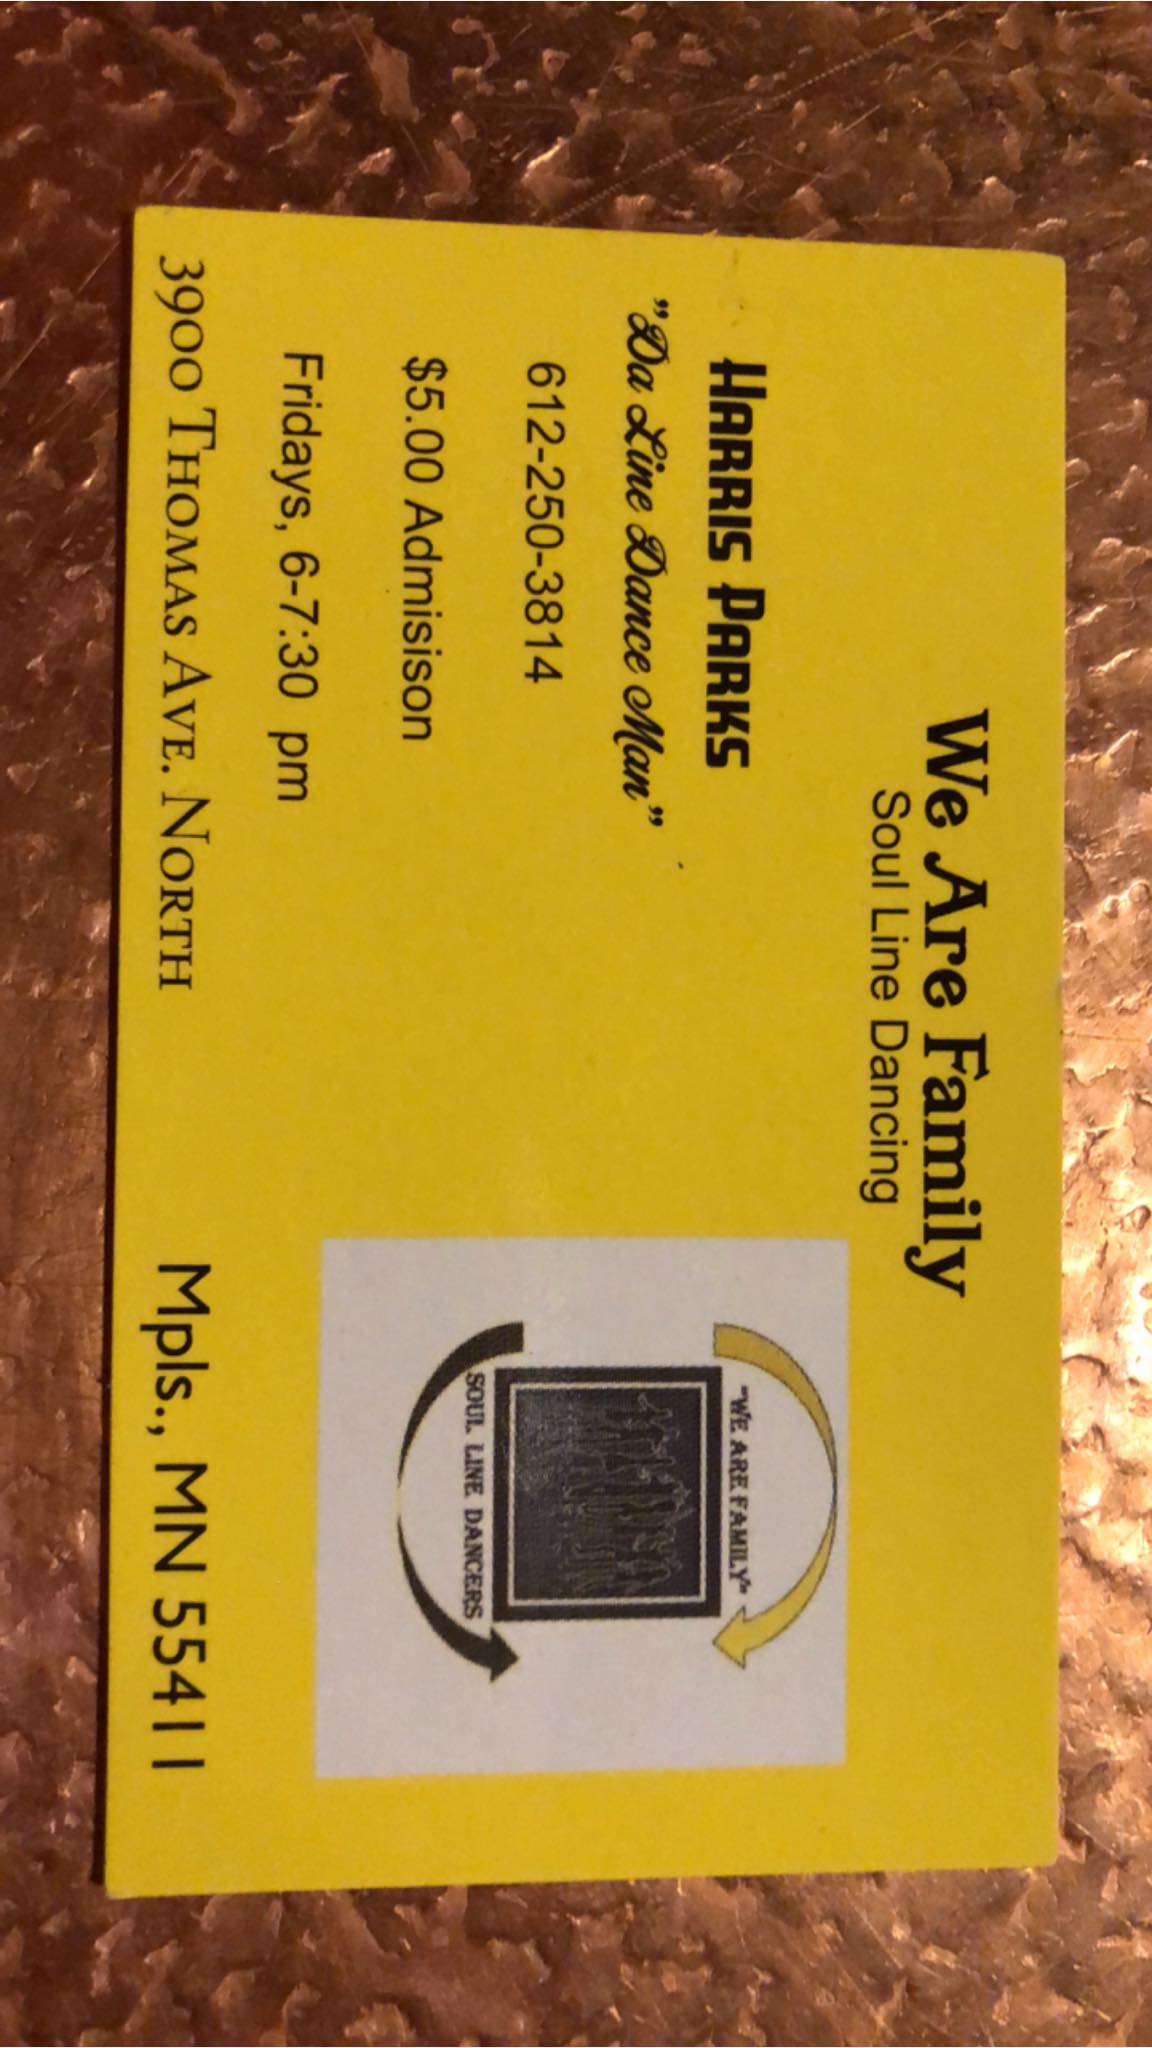 We Are Family
Soul Line Dancing
HARRIS PARKS
"Da Line Dance Man"
612-250-3814
$5.00 Admisison
Fridays, 6-7:30 pm
3900 THOMAS AVE. NORTH
Mpls., MN 55411
"WE ARE FAMILY"
SOUL LINE DANCERS